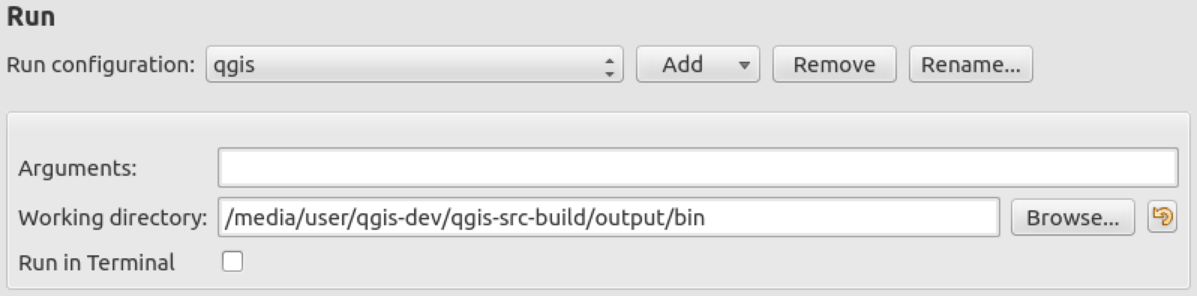 Run
Run configuration: qgis Add Remove Rename...
Arguments:
Working directory: /media/user/qgis-dev/qgis-src-build/output/bin Browse...
Run in Terminal